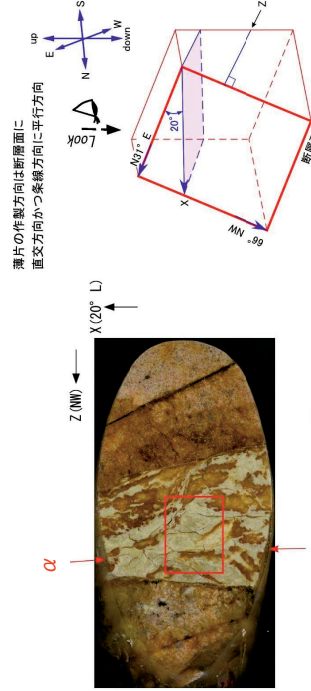 薄片の作製方向は断層面に
直交方向かつ条線方向に平行方向
up
down
E
W
N
S
Look
N31° E
20°
X
66° NW
Z
断層
X(20° L)
Z(NW)
α